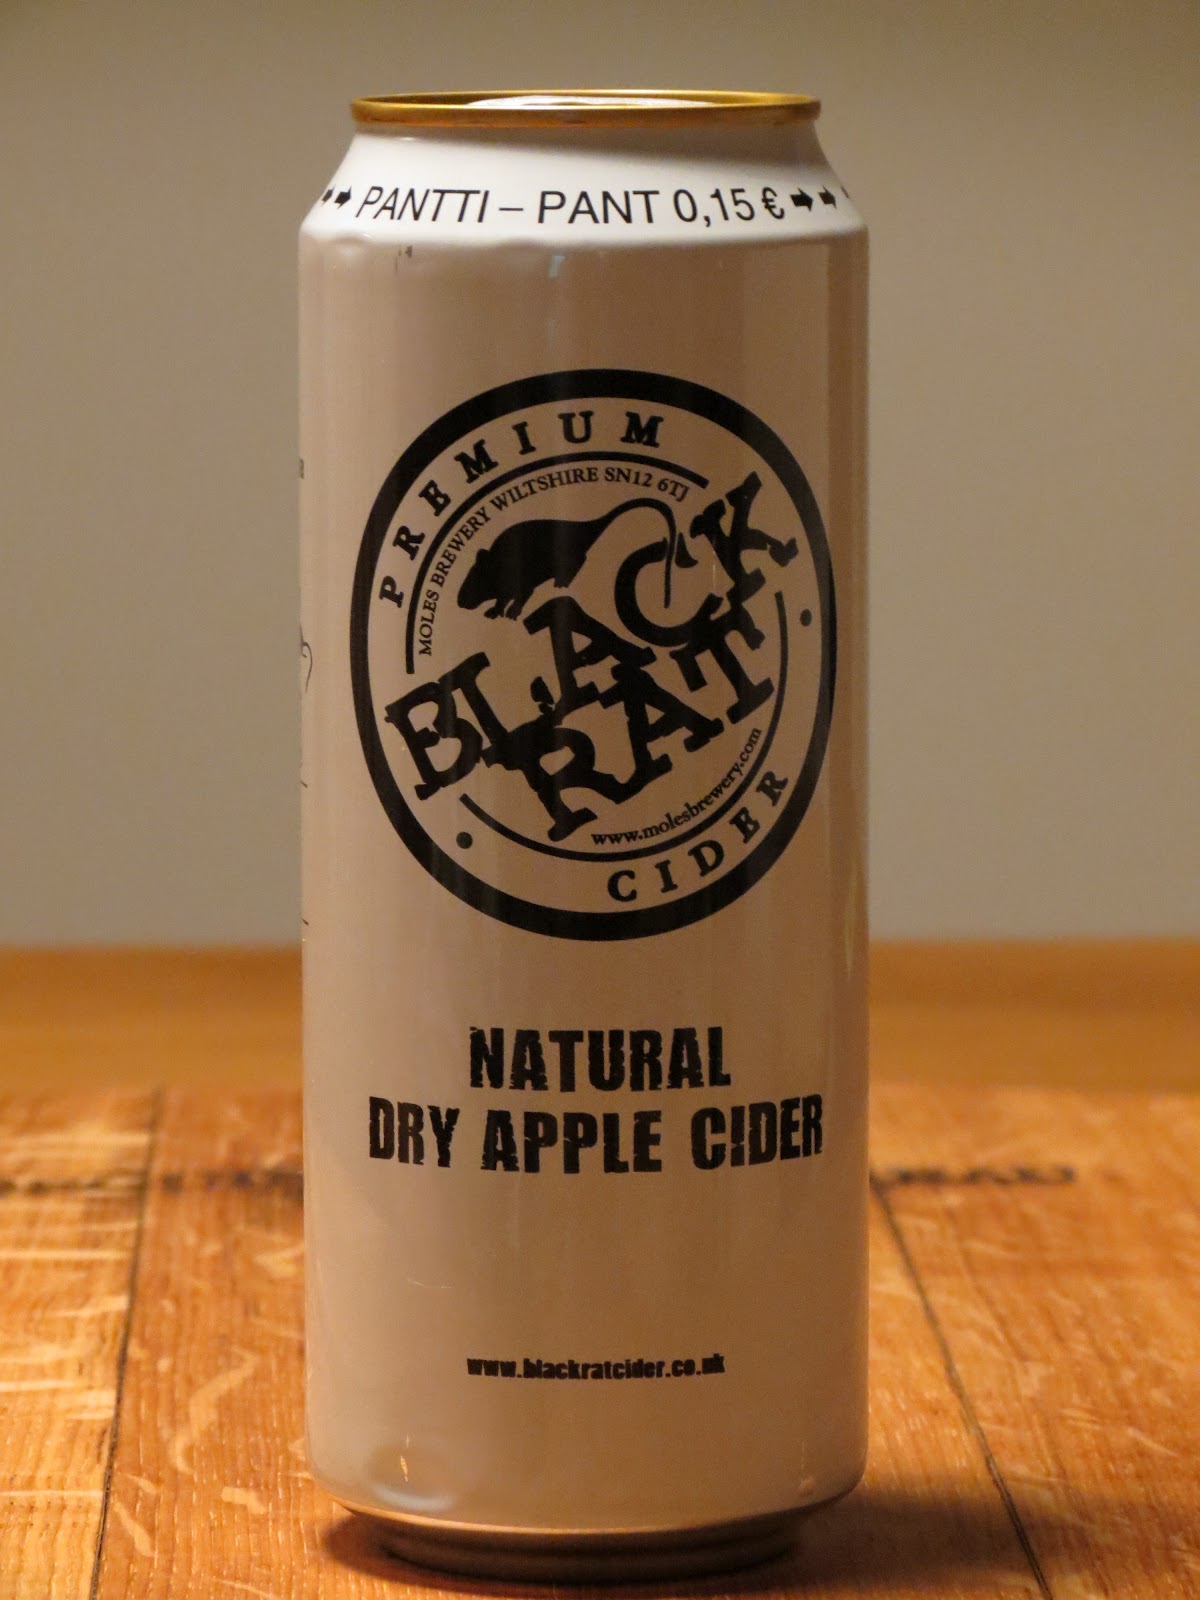 PANTTI – PANT 0,15 €
PREMIUM
MOLES BREWERY WILTSHIRE SN12 6TJ
BLACK
RAT
www.molesbrewery.com
CIDER
NATURAL
DRY APPLE CIDER
www.blackratcider.co.uk